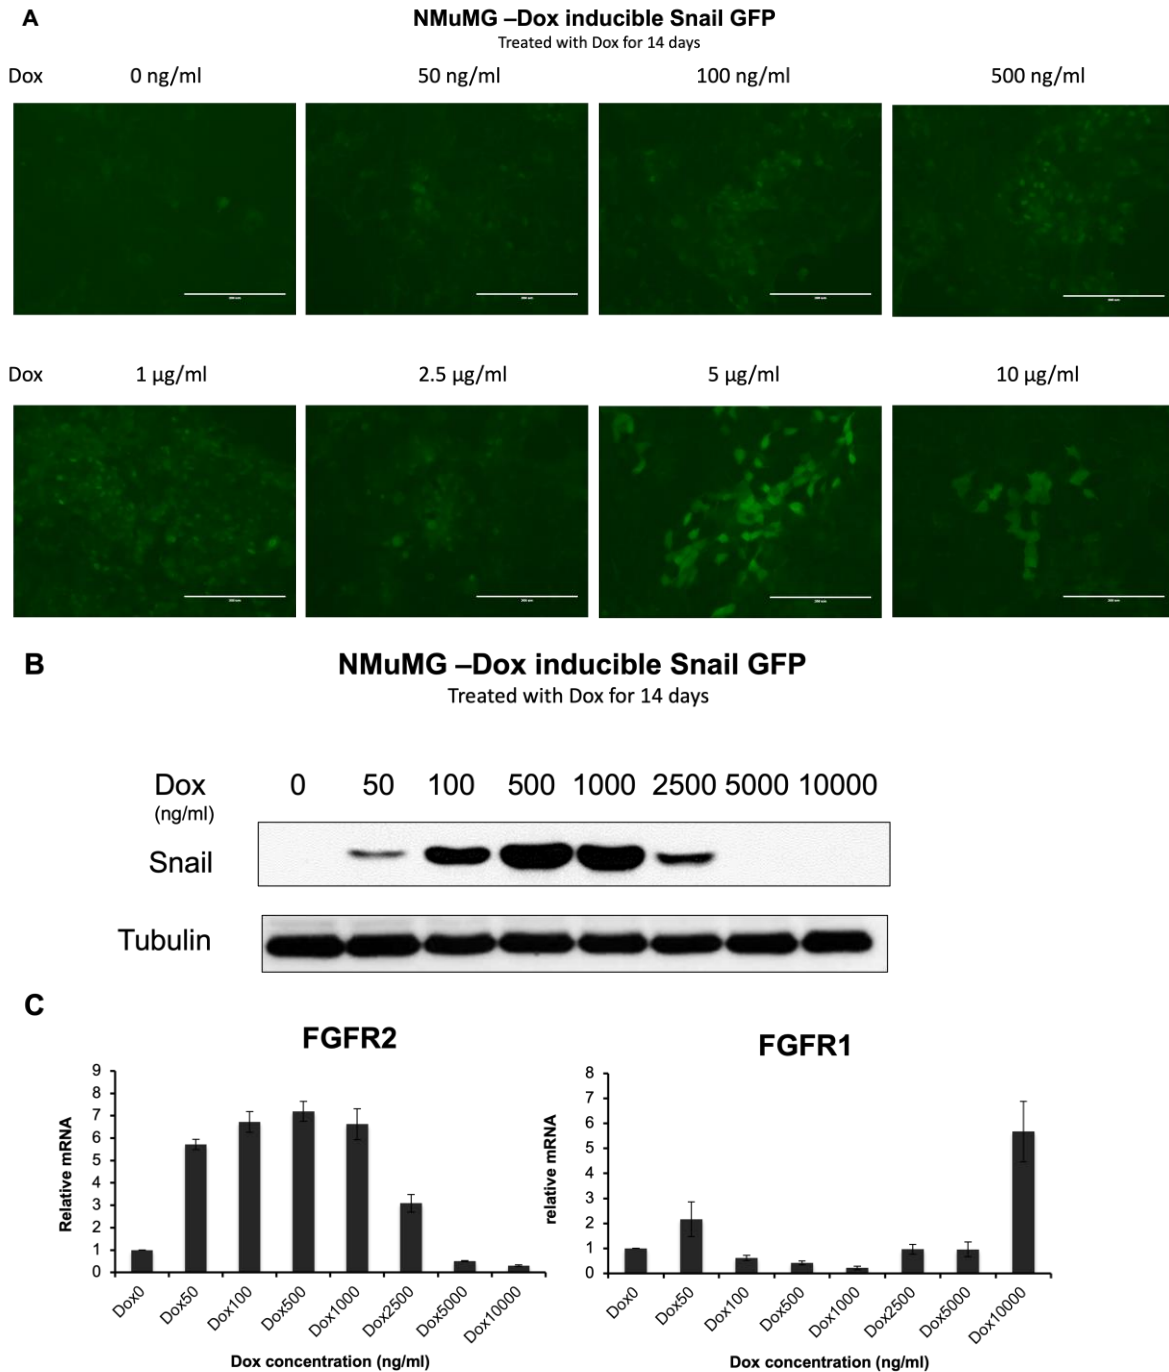 A
NMuMG –Dox inducible Snail GFP
Treated with Dox for 14 days
Dox 0 ng/ml 50 ng/ml 100 ng/ml 500 ng/ml
Dox 1 µg/ml 2.5 µg/ml 5 µg/ml 10 µg/ml
B
NMuMG –Dox inducible Snail GFP
Treated with Dox for 14 days
Dox 0 50 100 500 1000 2500 5000 10000
(ng/ml)
Snail
Tubulin
C
FGFR2
9
8
7
6
5
4
3
2
1
0
Relative mRNA
Dox0 Dox50 Dox100 Dox500 Dox1000 Dox2500 Dox5000 Dox10000
Dox concentration (ng/ml)
FGFR1
8
7
6
5
4
3
2
1
0
relative mRNA
Dox0 Dox50 Dox100 Dox500 Dox1000 Dox2500 Dox5000 Dox10000
Dox concentration (ng/ml)